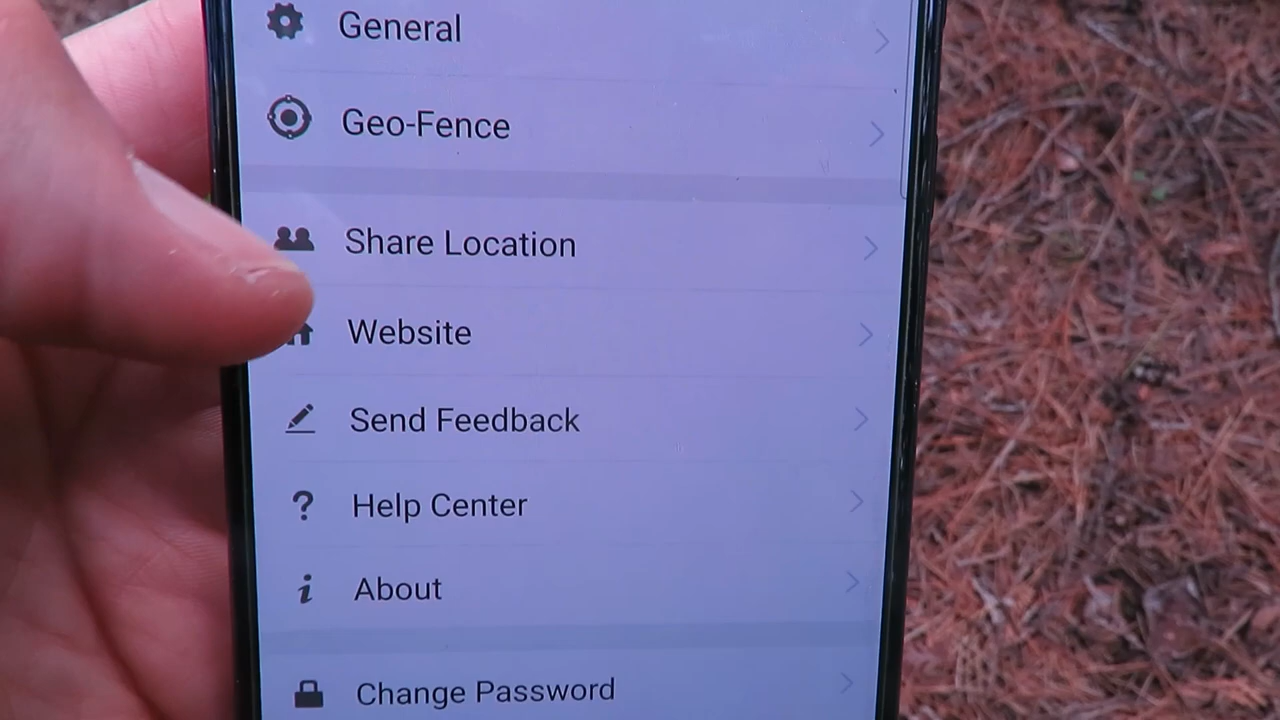 General
Geo-Fence
Share Location
Website
Send Feedback
Help Center
About
Change Password